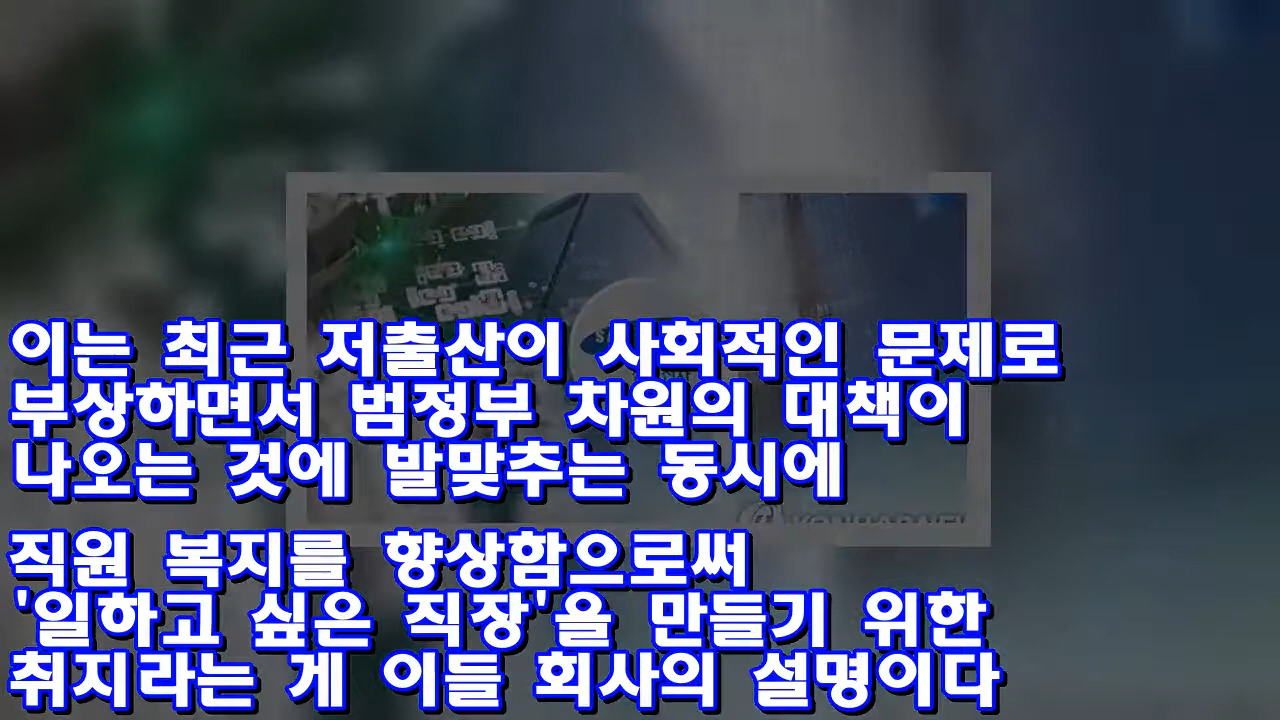 이는 최근 저출산이 사회적인 문제로
부상하면서 범정부 차원의 대책이
나오는 것에 발맞추는 동시에
직원 복지를 향상함으로써
'일하고 싶은 직장'을 만들기 위한
취지라는 게 이들 회사의 설명이다